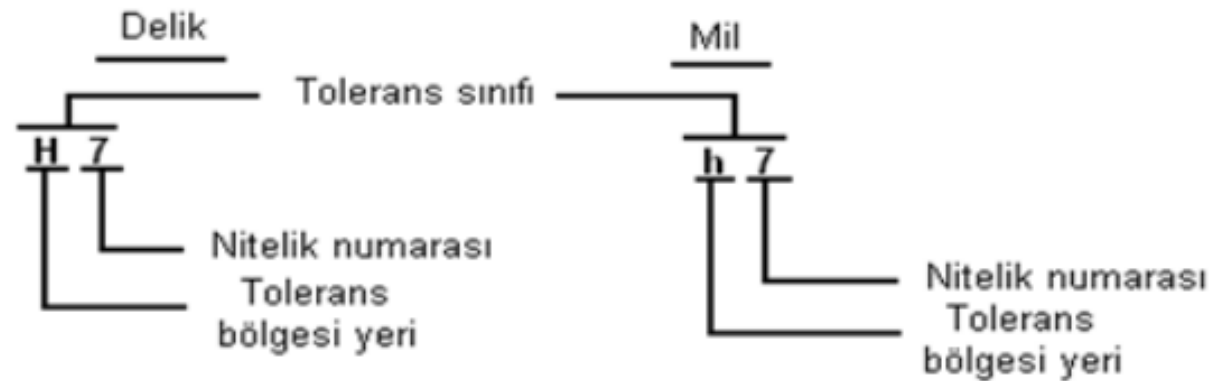 Delik
Mil
Tolerans sınıfı
H 7
h 7
Nitelik numarası
Tolerans
bölgesi yeri
Nitelik numarası
Tolerans
bölgesi yeri